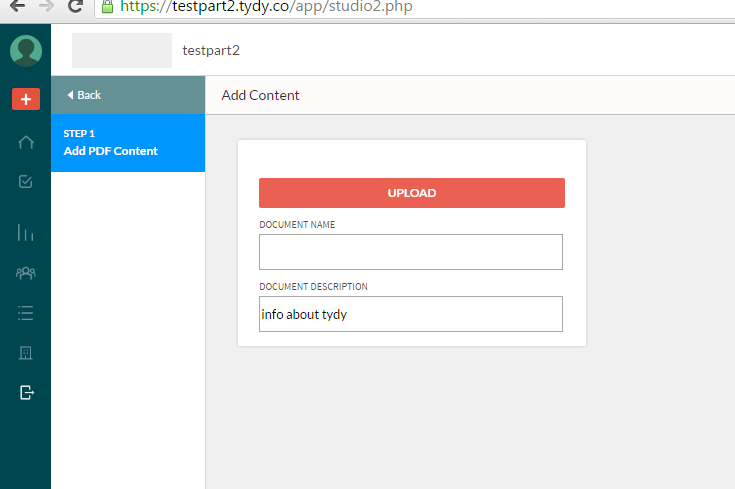 https://testpart2.tydy.co/app/studio2.php
testpart2
Back
Add Content
STEP 1
Add PDF Content
UPLOAD
DOCUMENT NAME
DOCUMENT DESCRIPTION
info about tydy